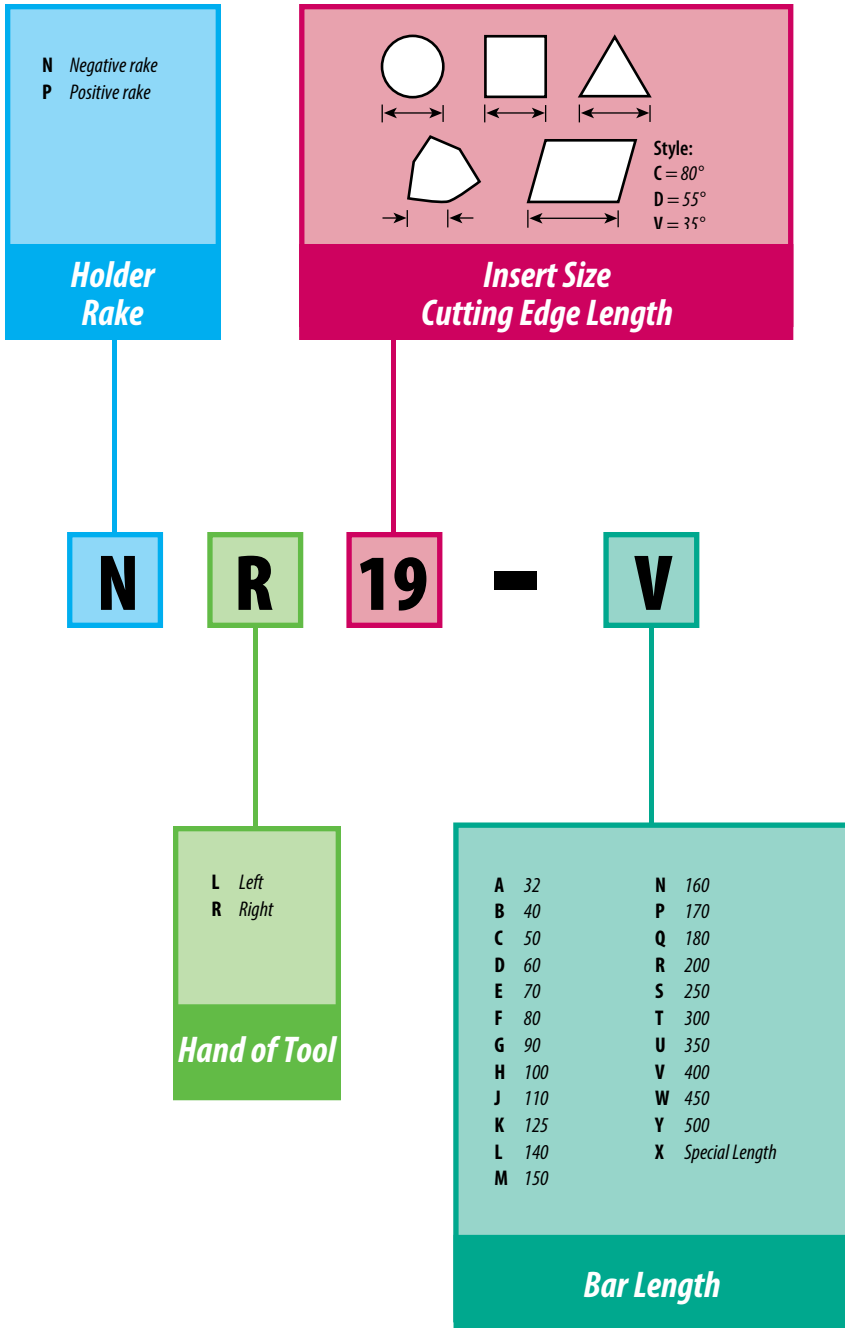 N Negative rake
P Positive rake
Holder
Rake
Style:
C = 80°
D = 55°
V = 35°
Insert Size
Cutting Edge Length
N R 19 - V
L Left
R Right
Hand of Tool
A 32
B 40
C 50
D 60
E 70
F 80
G 90
H 100
J 110
K 125
L 140
M 150
N 160
P 170
Q 180
R 200
S 250
T 300
U 350
V 400
W 450
Y 500
X Special Length
Bar Length